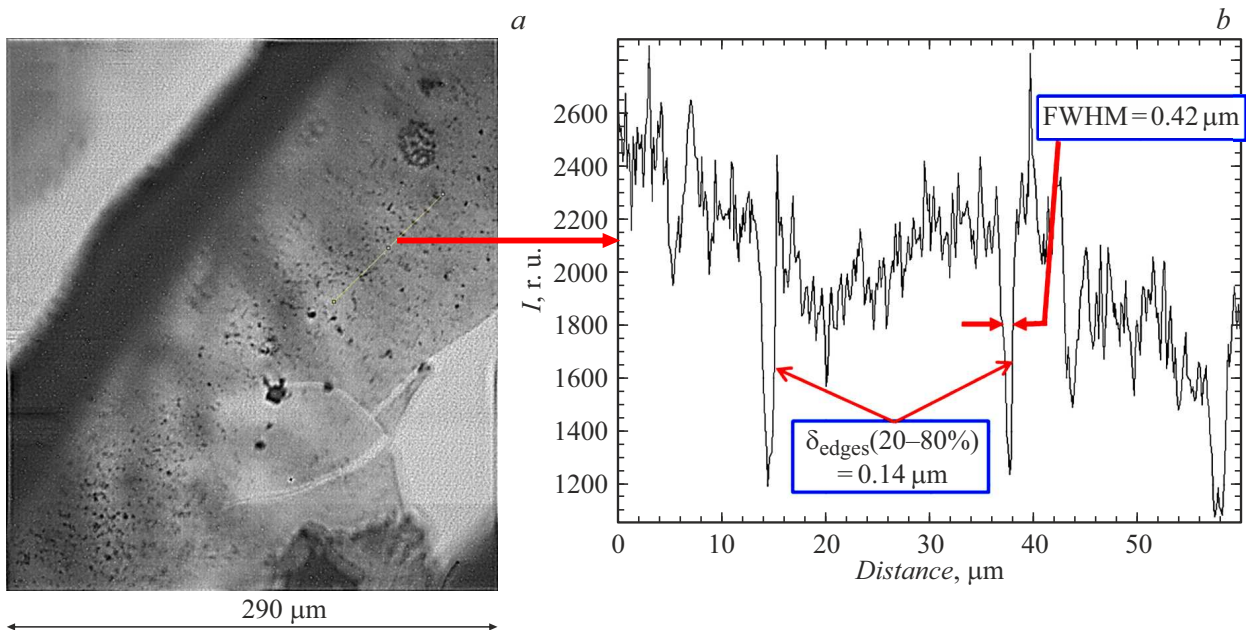 a
290 μm
b
I, r. u.
2600
2400
2200
2000
1800
1600
1400
1200
FWHM = 0.42 μm
δedges(20–80%)
= 0.14 μm
0 10 20 30 40 50
Distance, μm